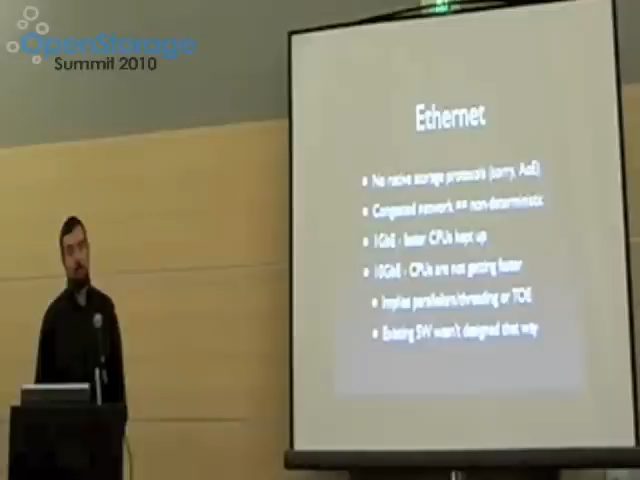 OpenStorage
Summit 2010
Ethernet
• No native storage protocols (sorry, AoE)
• Congested network == non-deterministic
• 1GbE - faster CPUs kept up
• 10GbE - CPUs are not getting faster
• Implies parallelism/threading or TOE
• Existing SW wasn't designed that way